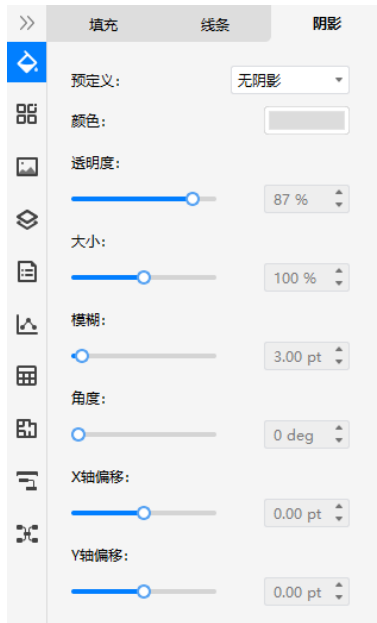 填充 线条 阴影
预定义: 无阴影
颜色:
透明度:
87 %
大小:
100 %
模糊:
3.00 pt
角度:
0 deg
X轴偏移:
0.00 pt
Y轴偏移:
0.00 pt